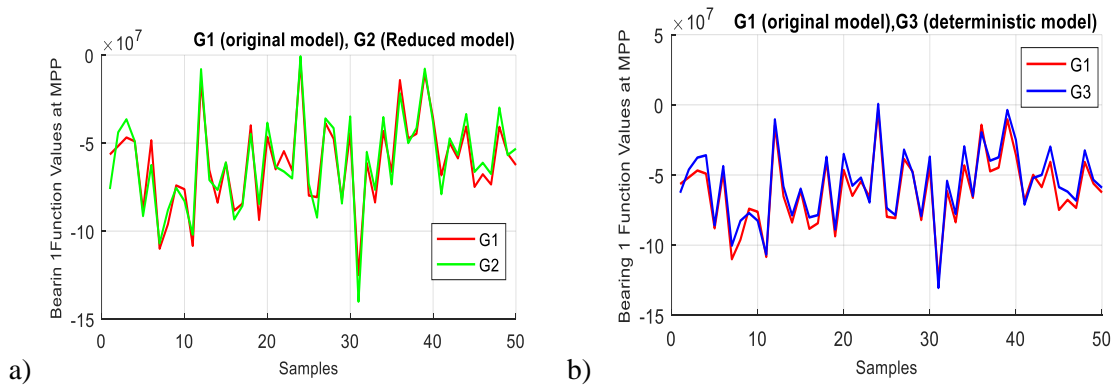 ×10^7
G1 (original model), G2 (Reduced model)
0
-5
-10
-15
Bearin 1Function Values at MPP
G1
G2
0 10 20 30 40 50
Samples
a)
×10^7
G1 (original model),G3 (deterministic model)
5
0
-5
-10
-15
Bearing 1 Function Values at MPP
G1
G3
0 10 20 30 40 50
Samples
b)